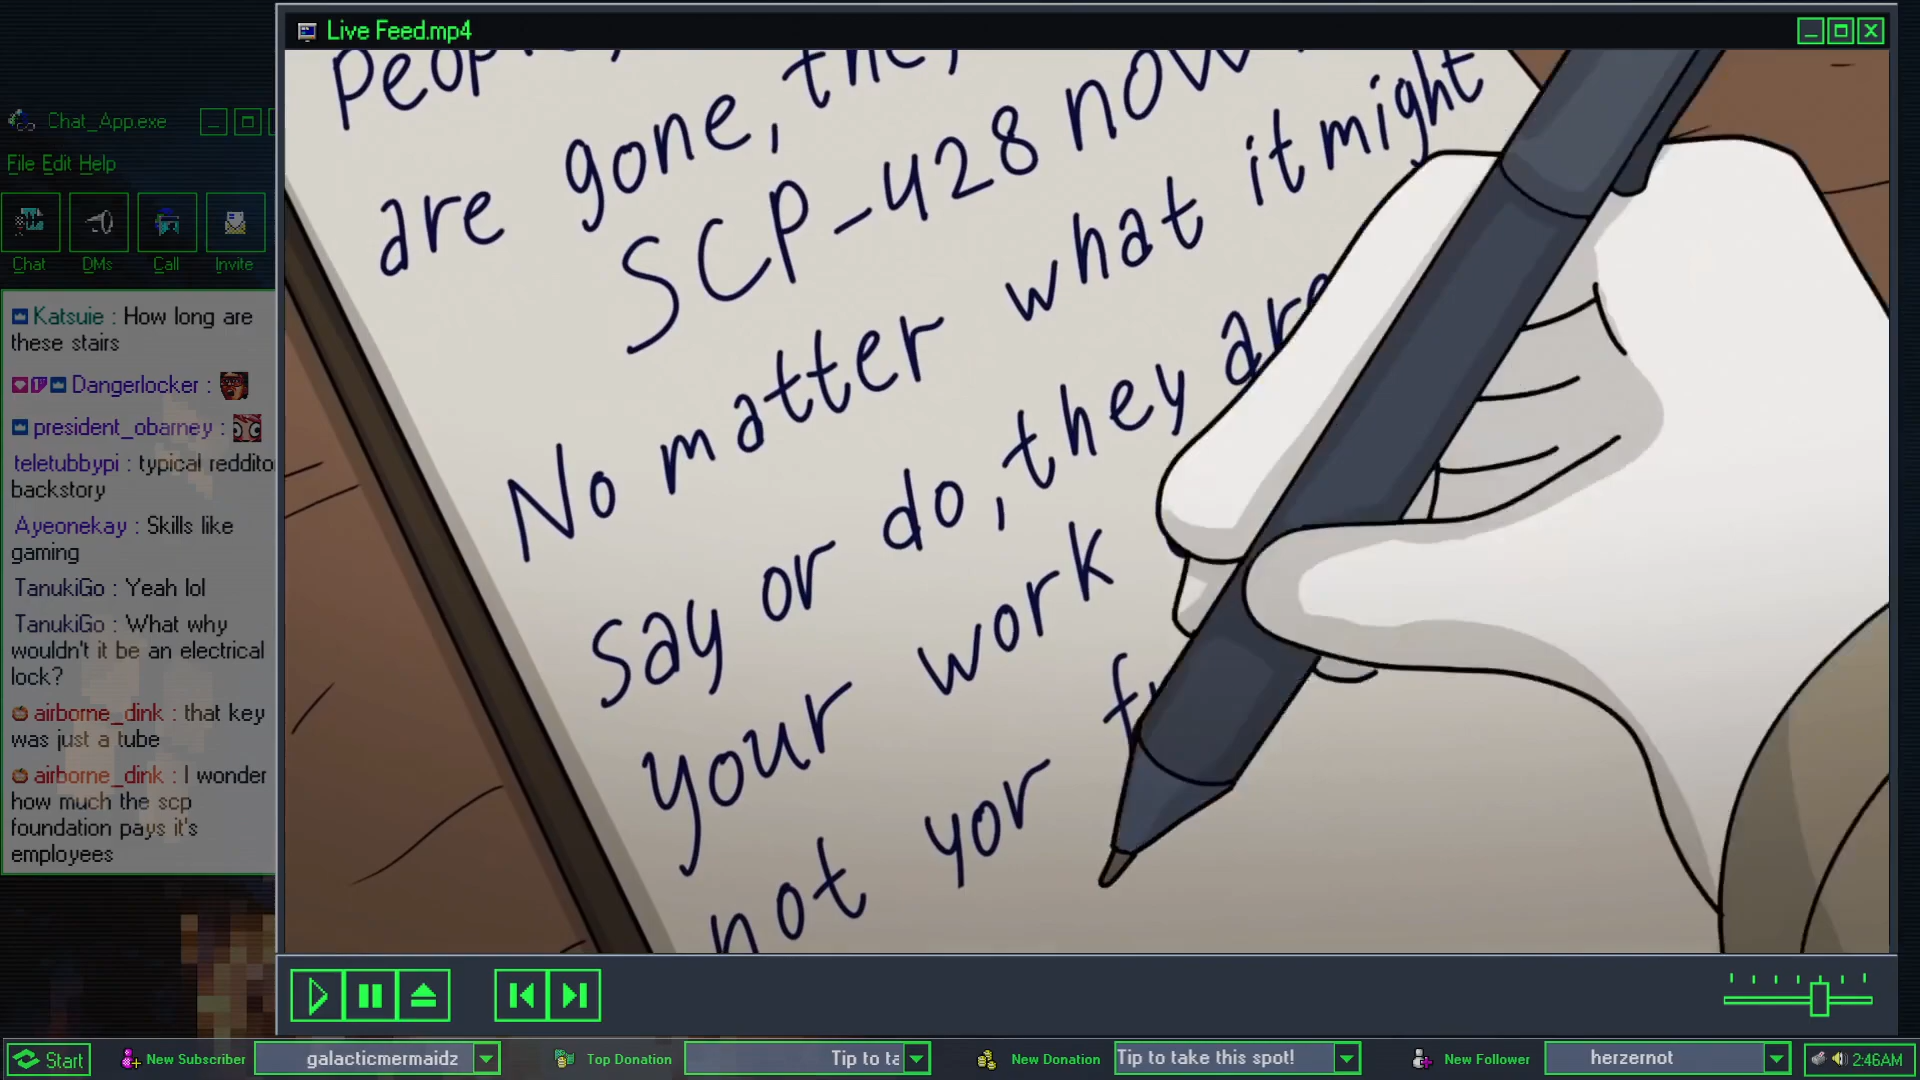 Live Feed.mp4
Chat_App.exe
File Edit Help
Chat DMs Call Invite
Katsuie : How long are
these stairs
Dangerlocker :
president_obarney :
teletubbypi : typical reddito
backstory
Ayeonekay : Skills like
gaming
TanukiGo : Yeah lol
TanukiGo : What why
wouldn't it be an electrical
lock?
airborne_dink : that key
was just a tube
airborne_dink : I wonder
how much the scp
foundation pays it's
employees
are gone, the
SCP-428 now
No matter what it might
say or do, they are
your work
not yor
Start
New Subscriber galacticmermaidz
Top Donation Tip to ta
New Donation Tip to take this spot!
New Follower herzernot
2:46AM